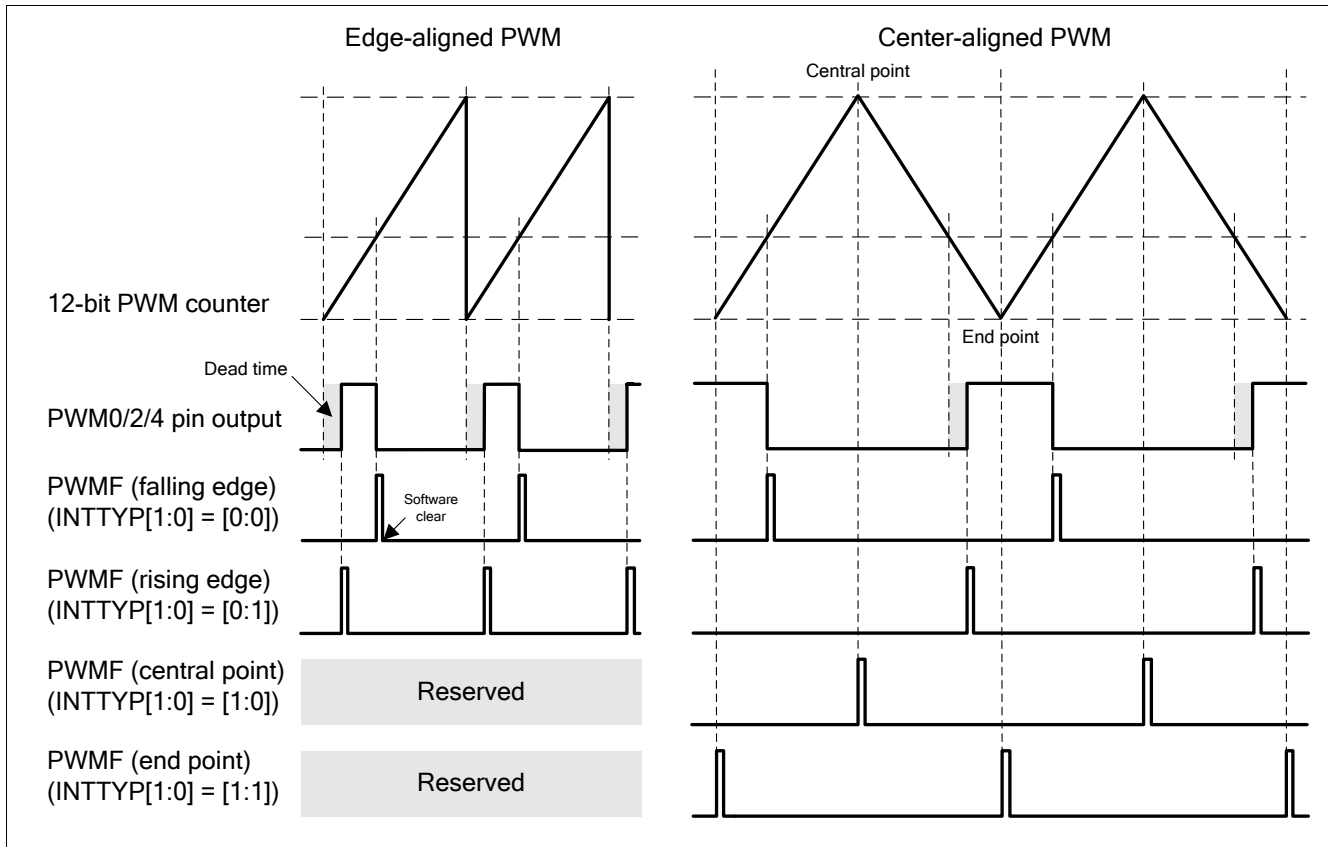 Edge-aligned PWM
Center-aligned PWM
Central point
12-bit PWM counter
End point
Dead time
PWM0/2/4 pin output
PWMF (falling edge)
(INTTYP[1:0] = [0:0])
Software
clear
PWMF (rising edge)
(INTTYP[1:0] = [0:1])
PWMF (central point)
(INTTYP[1:0] = [1:0])
Reserved
PWMF (end point)
(INTTYP[1:0] = [1:1])
Reserved